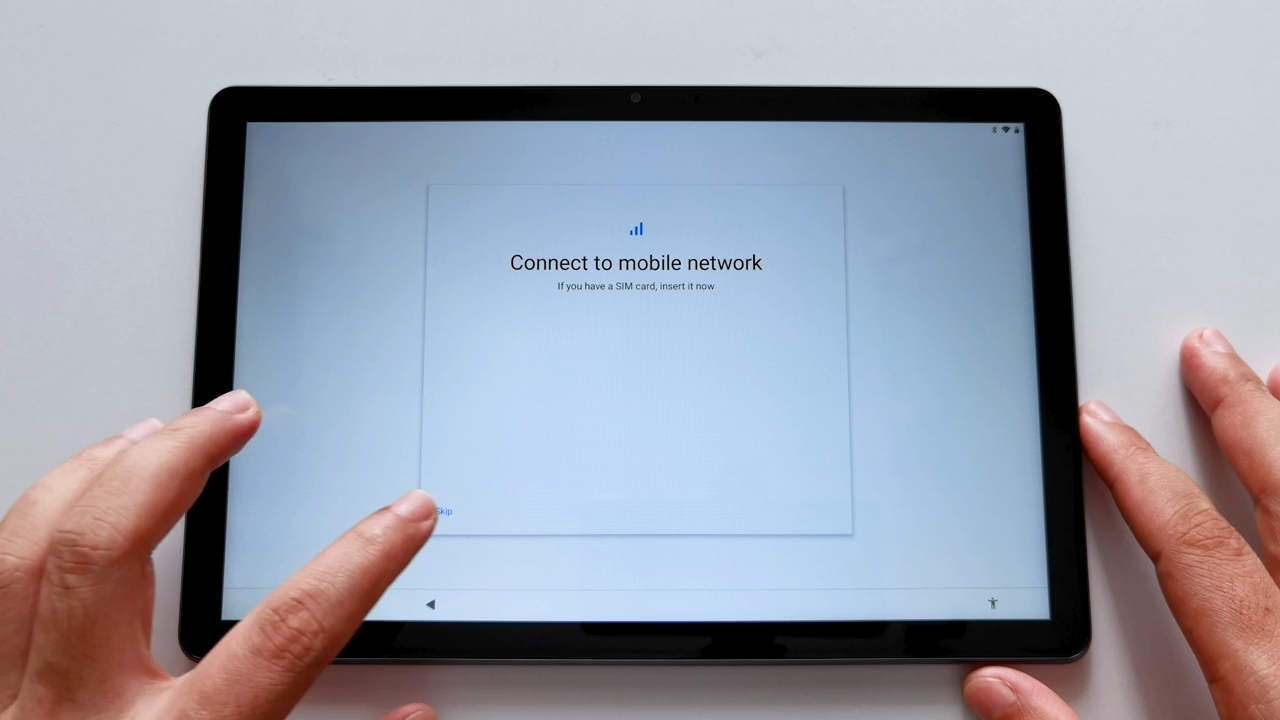 Connect to mobile network
If you have a SIM card, insert it now
Skip